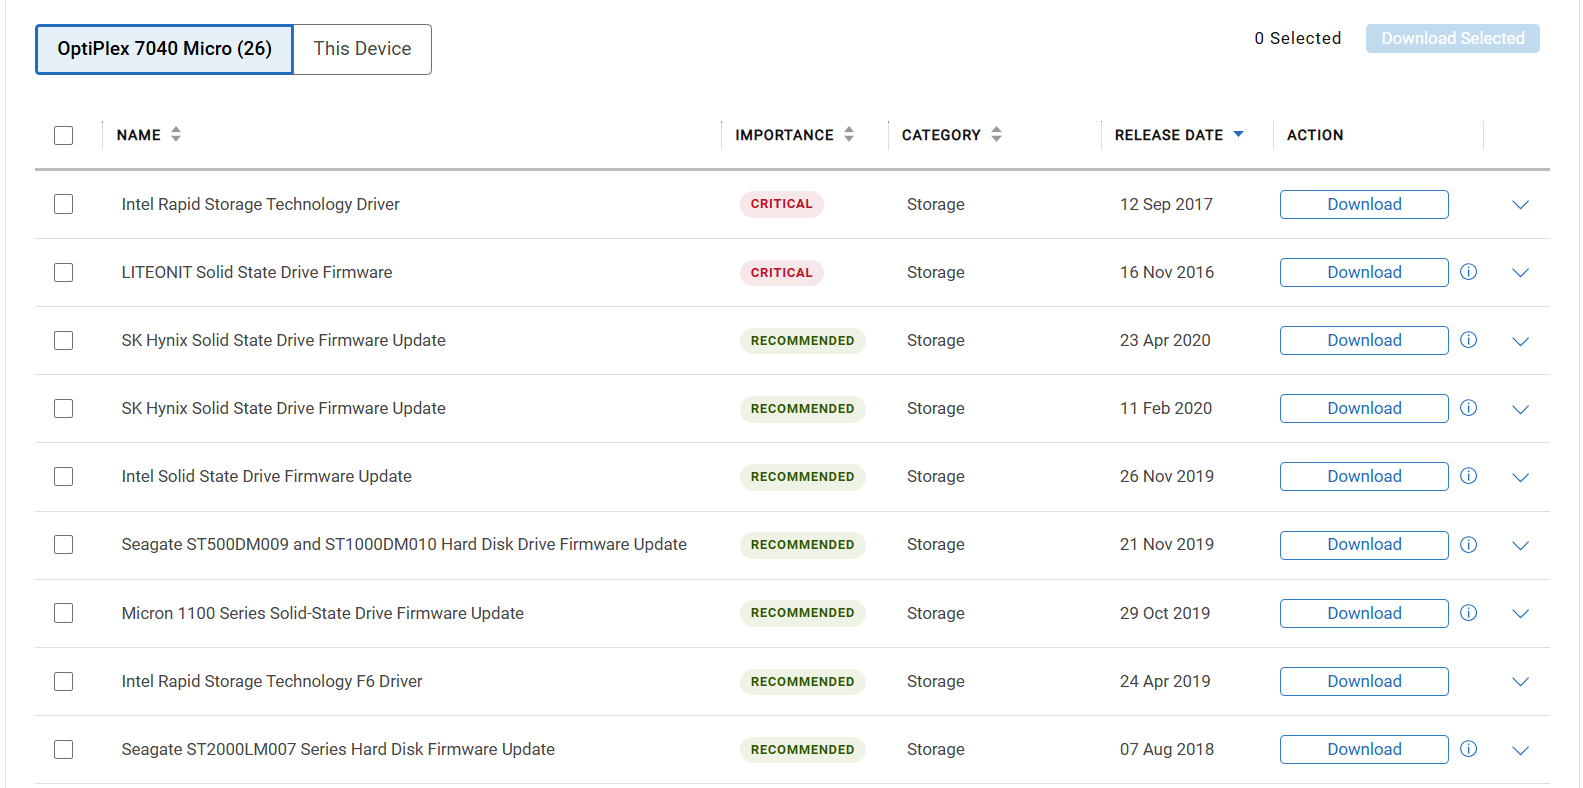 OptiPlex 7040 Micro (26) This Device 0 Selected Download Selected
NAME IMPORTANCE CATEGORY RELEASE DATE ACTION
Intel Rapid Storage Technology Driver CRITICAL Storage 12 Sep 2017 Download
LITEONIT Solid State Drive Firmware CRITICAL Storage 16 Nov 2016 Download
SK Hynix Solid State Drive Firmware Update RECOMMENDED Storage 23 Apr 2020 Download
SK Hynix Solid State Drive Firmware Update RECOMMENDED Storage 11 Feb 2020 Download
Intel Solid State Drive Firmware Update RECOMMENDED Storage 26 Nov 2019 Download
Seagate ST500DM009 and ST1000DM010 Hard Disk Drive Firmware Update RECOMMENDED Storage 21 Nov 2019 Download
Micron 1100 Series Solid-State Drive Firmware Update RECOMMENDED Storage 29 Oct 2019 Download
Intel Rapid Storage Technology F6 Driver RECOMMENDED Storage 24 Apr 2019 Download
Seagate ST2000LM007 Series Hard Disk Firmware Update RECOMMENDED Storage 07 Aug 2018 Download